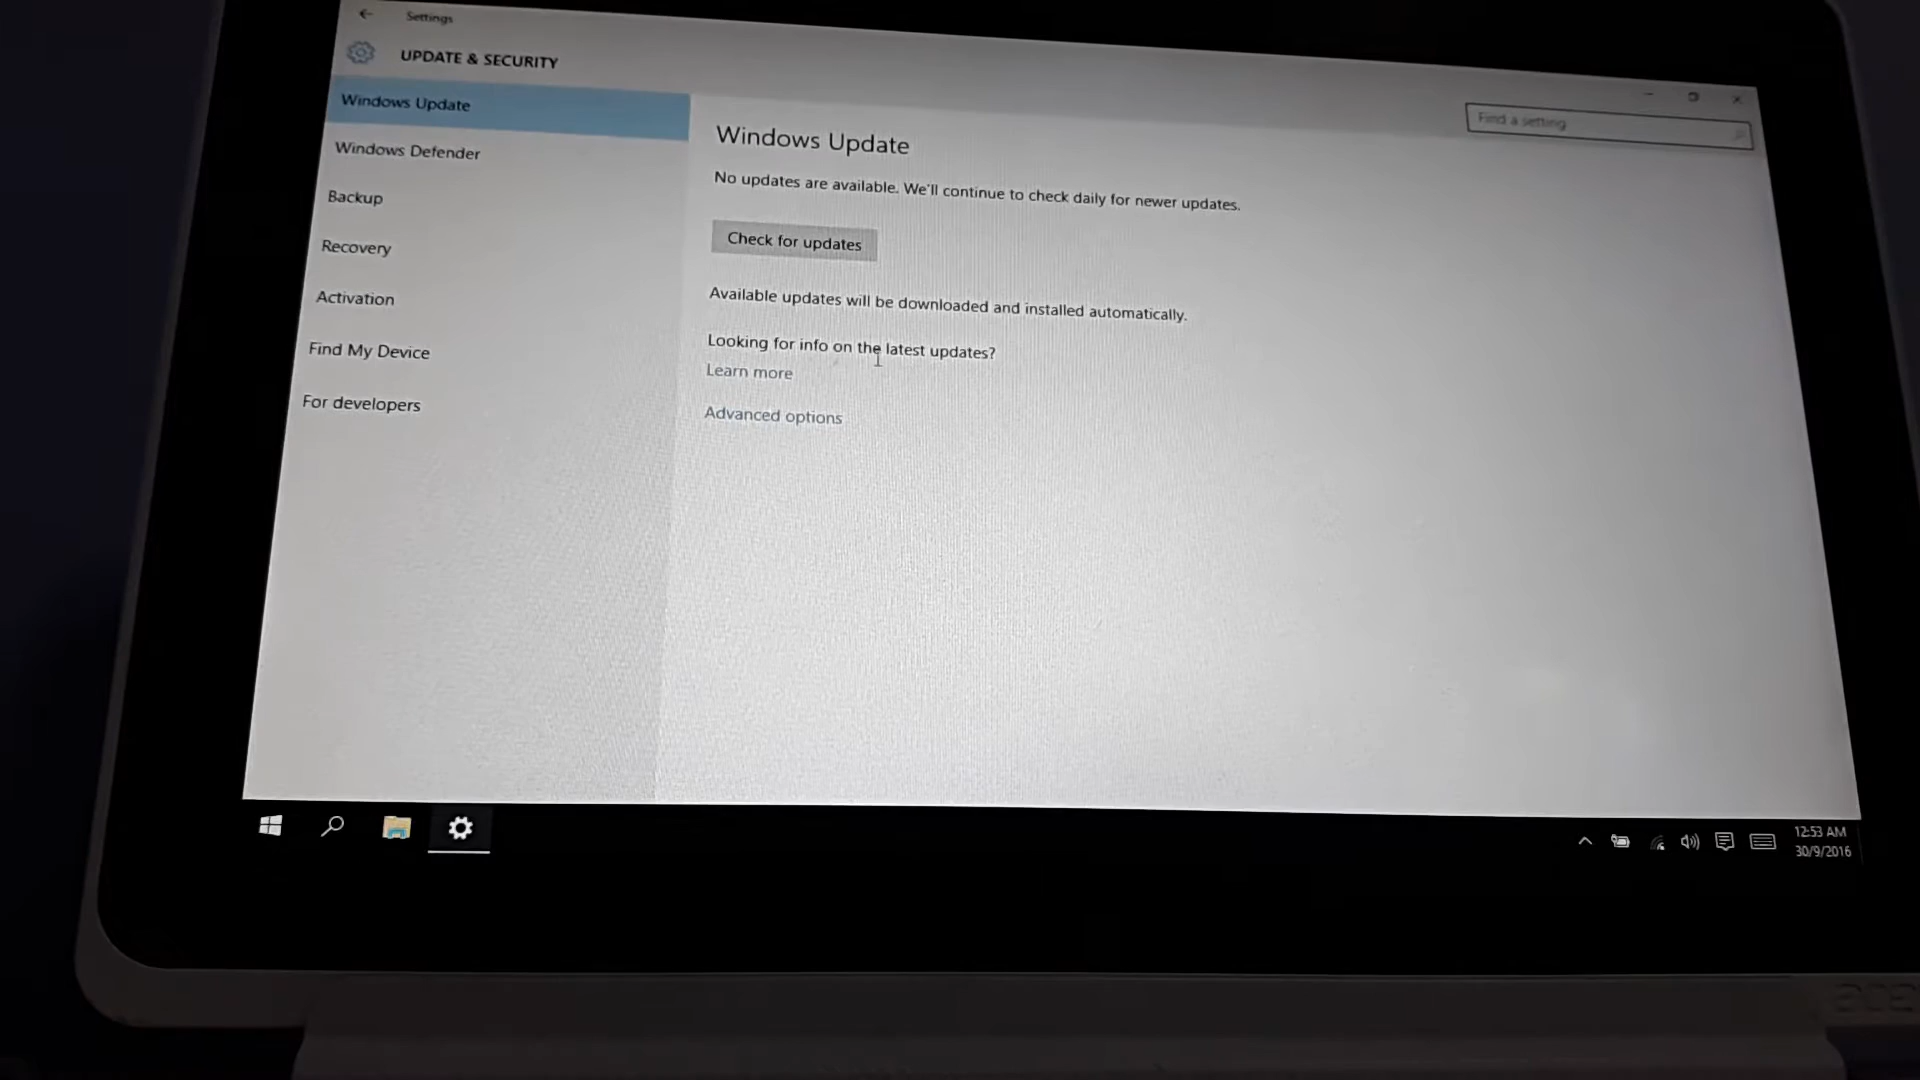 Settings
UPDATE & SECURITY
Find a setting
Windows Update
Windows Defender
Backup
Recovery
Activation
Find My Device
For developers
Windows Update
No updates are available. We'll continue to check daily for newer updates.
Check for updates
Available updates will be downloaded and installed automatically.
Looking for info on the latest updates?
Learn more
Advanced options
12:53 AM
30/9/2016
acer